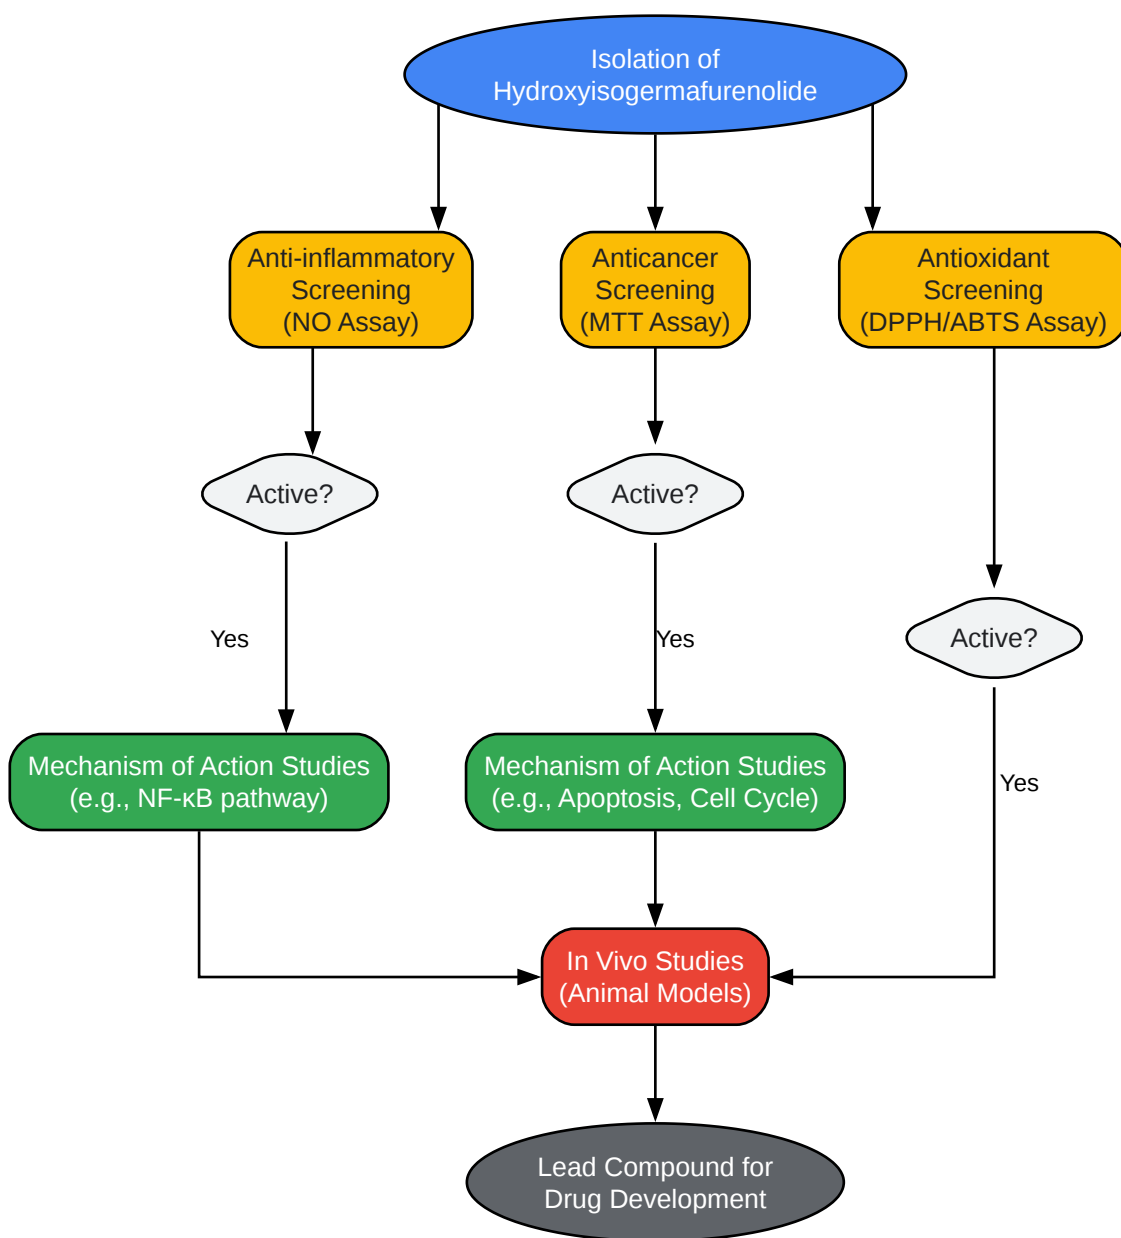 Isolation of
Hydroxyisogermafurenolide
Anti-inflammatory
Screening
(NO Assay)
Anticancer
Screening
(MTT Assay)
Antioxidant
Screening
(DPPH/ABTS Assay)
Active?
Active?
Active?
Yes
Yes
Yes
Mechanism of Action Studies
(e.g., NF-κB pathway)
Mechanism of Action Studies
(e.g., Apoptosis, Cell Cycle)
In Vivo Studies
(Animal Models)
Lead Compound for
Drug Development